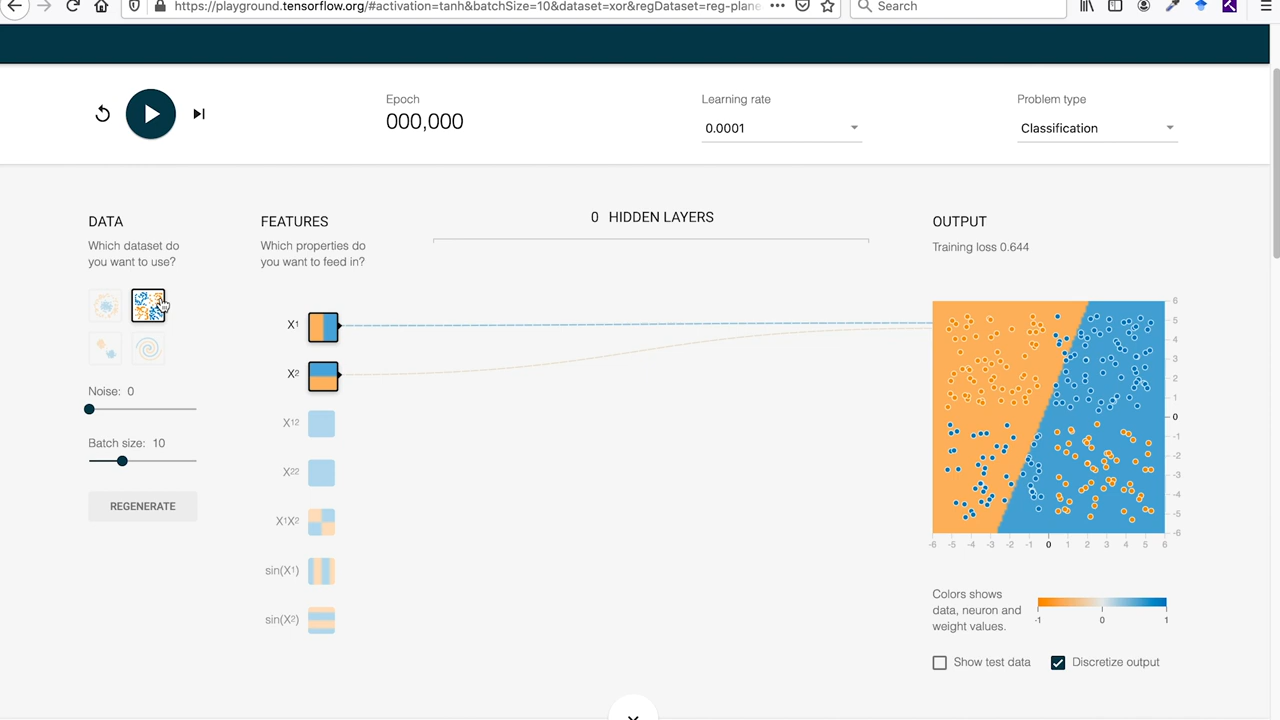 https://playground.tensorflow.org/#activation=tanh&batchSize=10&dataset=xor&regDataset=reg-plane
Search
Epoch
000,000
Learning rate
0.0001
Problem type
Classification
DATA
Which dataset do
you want to use?
Noise: 0
Batch size: 10
REGENERATE
FEATURES
Which properties do
you want to feed in?
X1
X2
X12
X22
X1X2
sin(X1)
sin(X2)
0 HIDDEN LAYERS
OUTPUT
Training loss 0.644
6
5
4
3
2
1
0
-1
-2
-3
-4
-5
-6
-6 -5 -4 -3 -2 -1 0 1 2 3 4 5 6
Colors shows
data, neuron and
weight values.
-1 0 1
Show test data
Discretize output